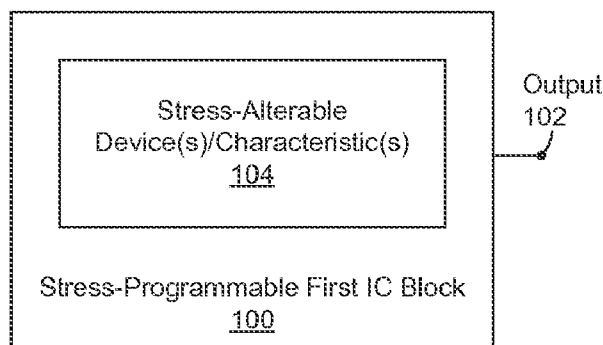 Stress-Alterable
Device(s)/Characteristic(s)
104
Output
102
Stress-Programmable First IC Block
100